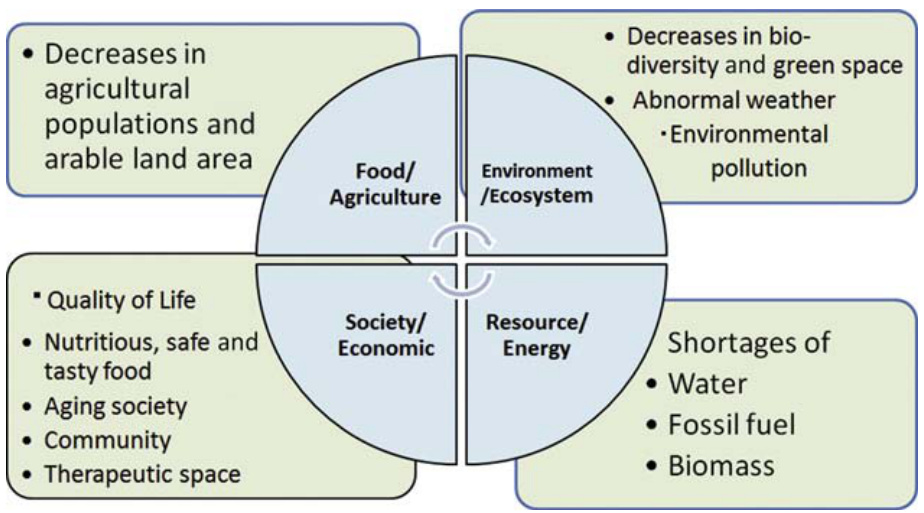 • Decreases in
agricultural
populations and
arable land area
• Decreases in bio-
diversity and green space
• Abnormal weather
・Environmental
pollution
Food/
Agriculture
Environment
/Ecosystem
Society/
Economic
Resource/
Energy
▪ Quality of Life
• Nutritious, safe and
tasty food
• Aging society
• Community
• Therapeutic space
Shortages of
• Water
• Fossil fuel
• Biomass